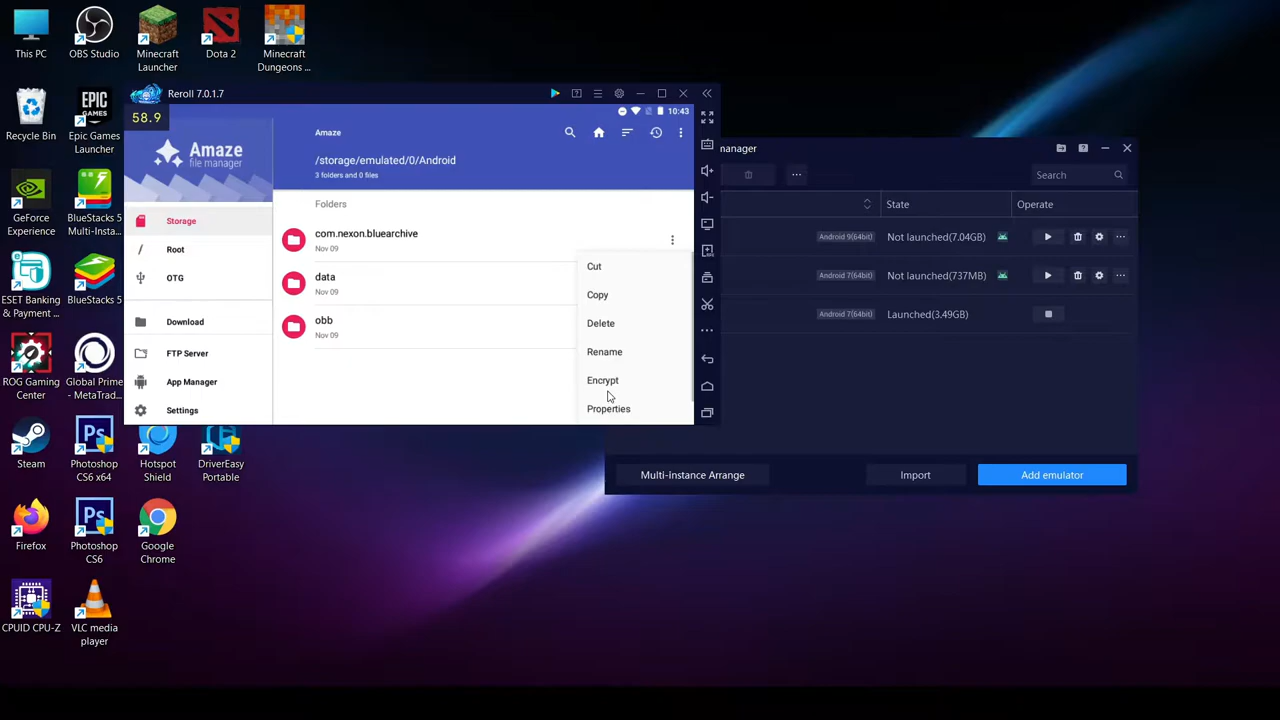 This PC
OBS Studio
Minecraft
Launcher
Dota 2
Minecraft
Dungeons ...
Recycle Bin
EPIC
GAMES
Epic Games
Launcher
GeForce
Experience
BlueStacks 5
Multi-Insta...
ESET Banking
& Payment ...
BlueStacks 5
ROG Gaming
Center
Global Prime
- MetaTrad...
Steam
Photoshop
CS6 x64
Hotspot
Shield
DriverEasy
Portable
Firefox
Photoshop
CS6
Google
Chrome
CPUID CPU-Z
VLC media
player
Reroll 7.0.1.7
58.9
10:43
Amaze
file manager
Storage
Root
OTG
Download
FTP Server
App Manager
Settings
Amaze
/storage/emulated/0/Android
3 folders and 0 files
Folders
com.nexon.bluearchive
Nov 09
data
Nov 09
obb
Nov 09
Cut
Copy
Delete
Rename
Encrypt
Properties
manager
Search
State
Operate
Android 9(64bit)
Not launched(7.04GB)
Android 7(64bit)
Not launched(737MB)
Android 7(64bit)
Launched(3.49GB)
Multi-instance Arrange
Import
Add emulator